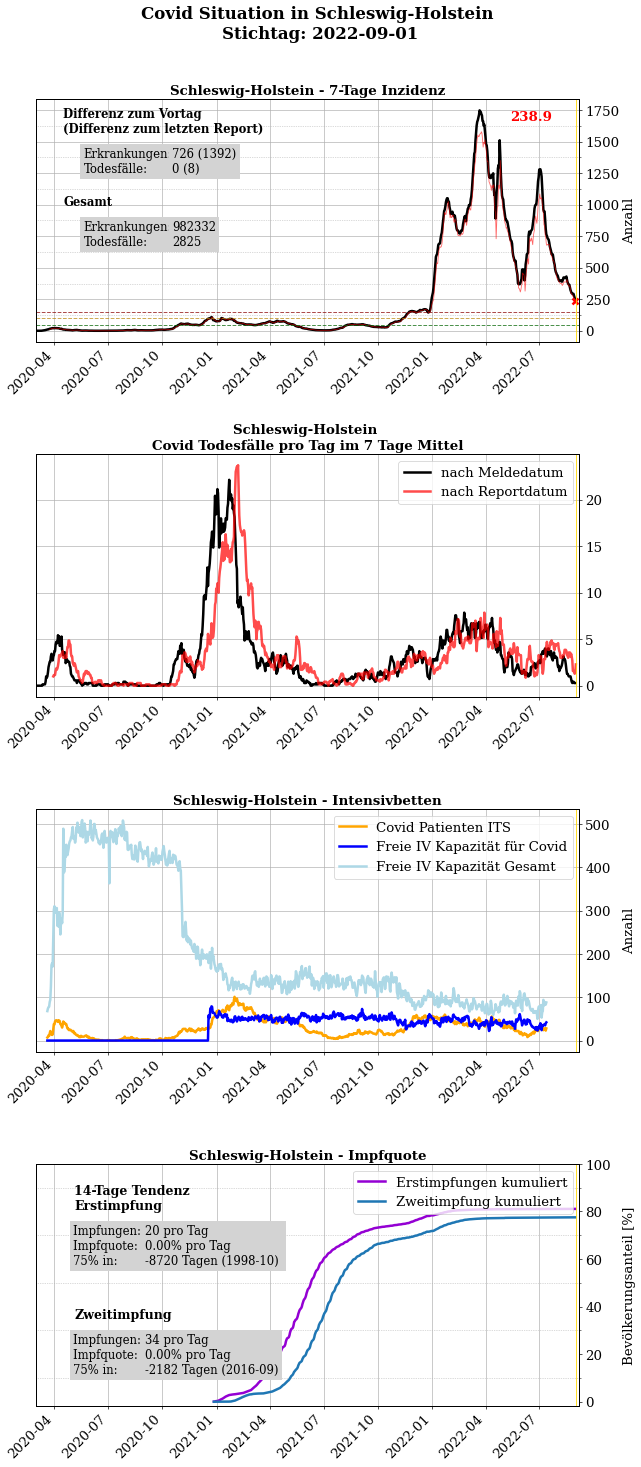 Covid Situation in Schleswig-Holstein
Stichtag: 2022-09-01
Schleswig-Holstein - 7-Tage Inzidenz
Differenz zum Vortag
(Differenz zum letzten Report)
Erkrankungen 726 (1392)
Todesfälle: 0 (8)
Gesamt
Erkrankungen 982332
Todesfälle: 2825
238.9
1750
1500
1250
1000
750
500
250
0
Anzahl
2020-04
2020-07
2020-10
2021-01
2021-04
2021-07
2021-10
2022-01
2022-04
2022-07
Schleswig-Holstein
Covid Todesfälle pro Tag im 7 Tage Mittel
nach Meldedatum
nach Reportdatum
20
15
10
5
0
2020-04
2020-07
2020-10
2021-01
2021-04
2021-07
2021-10
2022-01
2022-04
2022-07
Schleswig-Holstein - Intensivbetten
Covid Patienten ITS
Freie IV Kapazität für Covid
Freie IV Kapazität Gesamt
500
400
300
200
100
0
Anzahl
2020-04
2020-07
2020-10
2021-01
2021-04
2021-07
2021-10
2022-01
2022-04
2022-07
Schleswig-Holstein - Impfquote
14-Tage Tendenz
Erstimpfung
Impfungen: 20 pro Tag
Impfquote: 0.00% pro Tag
75% in: -8720 Tagen (1998-10)
Zweitimpfung
Impfungen: 34 pro Tag
Impfquote: 0.00% pro Tag
75% in: -2182 Tagen (2016-09)
Erstimpfungen kumuliert
Zweitimpfung kumuliert
100
80
60
40
20
0
Bevölkerungsanteil [%]
2020-04
2020-07
2020-10
2021-01
2021-04
2021-07
2021-10
2022-01
2022-04
2022-07